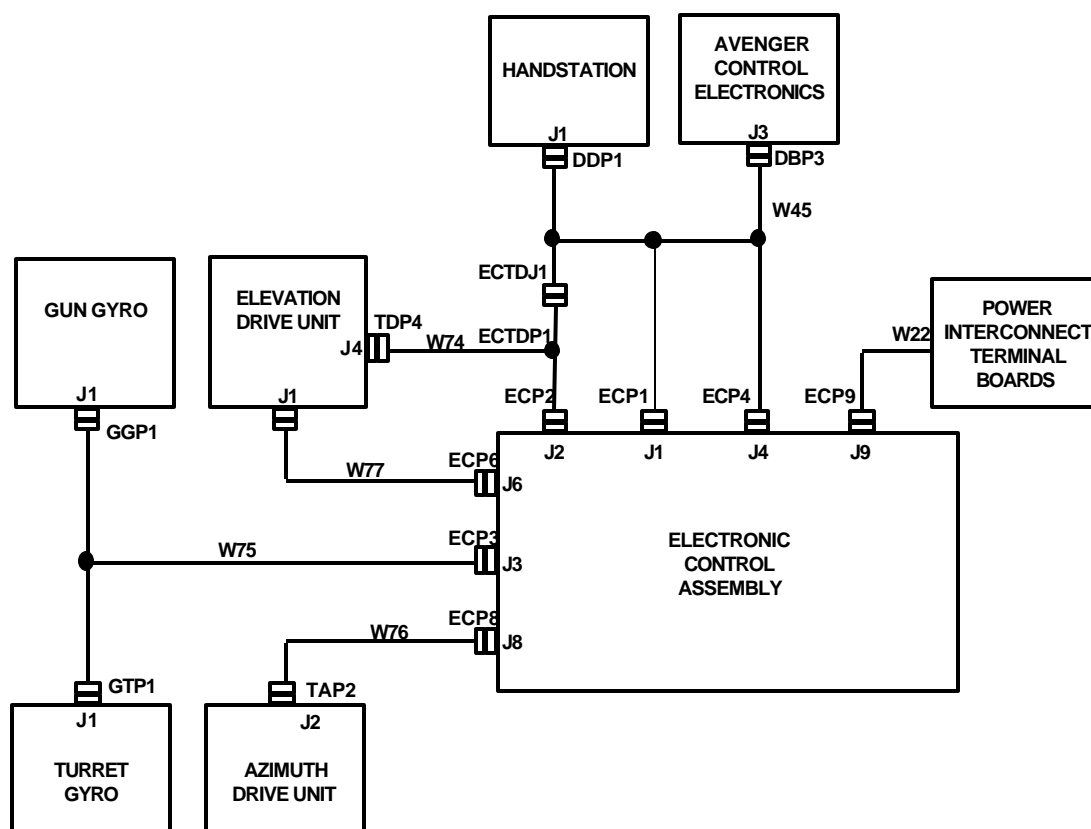 HANDSTATION
J1
DDP1
AVENGER
CONTROL
ELECTRONICS
J3
DBP3
W45
ECTDJ1
GUN GYRO
J1
GGP1
ELEVATION
DRIVE UNIT
J4
J1
TDP4
W74
ECTDP1
POWER
INTERCONNECT
TERMINAL
BOARDS
W22
ECP2
ECP1
ECP4
ECP9
J2
J1
J4
J9
W77
ECP6
J6
W75
ECP3
J3
ELECTRONIC
CONTROL
ASSEMBLY
W76
ECP8
J8
GTP1
J1
TURRET
GYRO
TAP2
J2
AZIMUTH
DRIVE UNIT